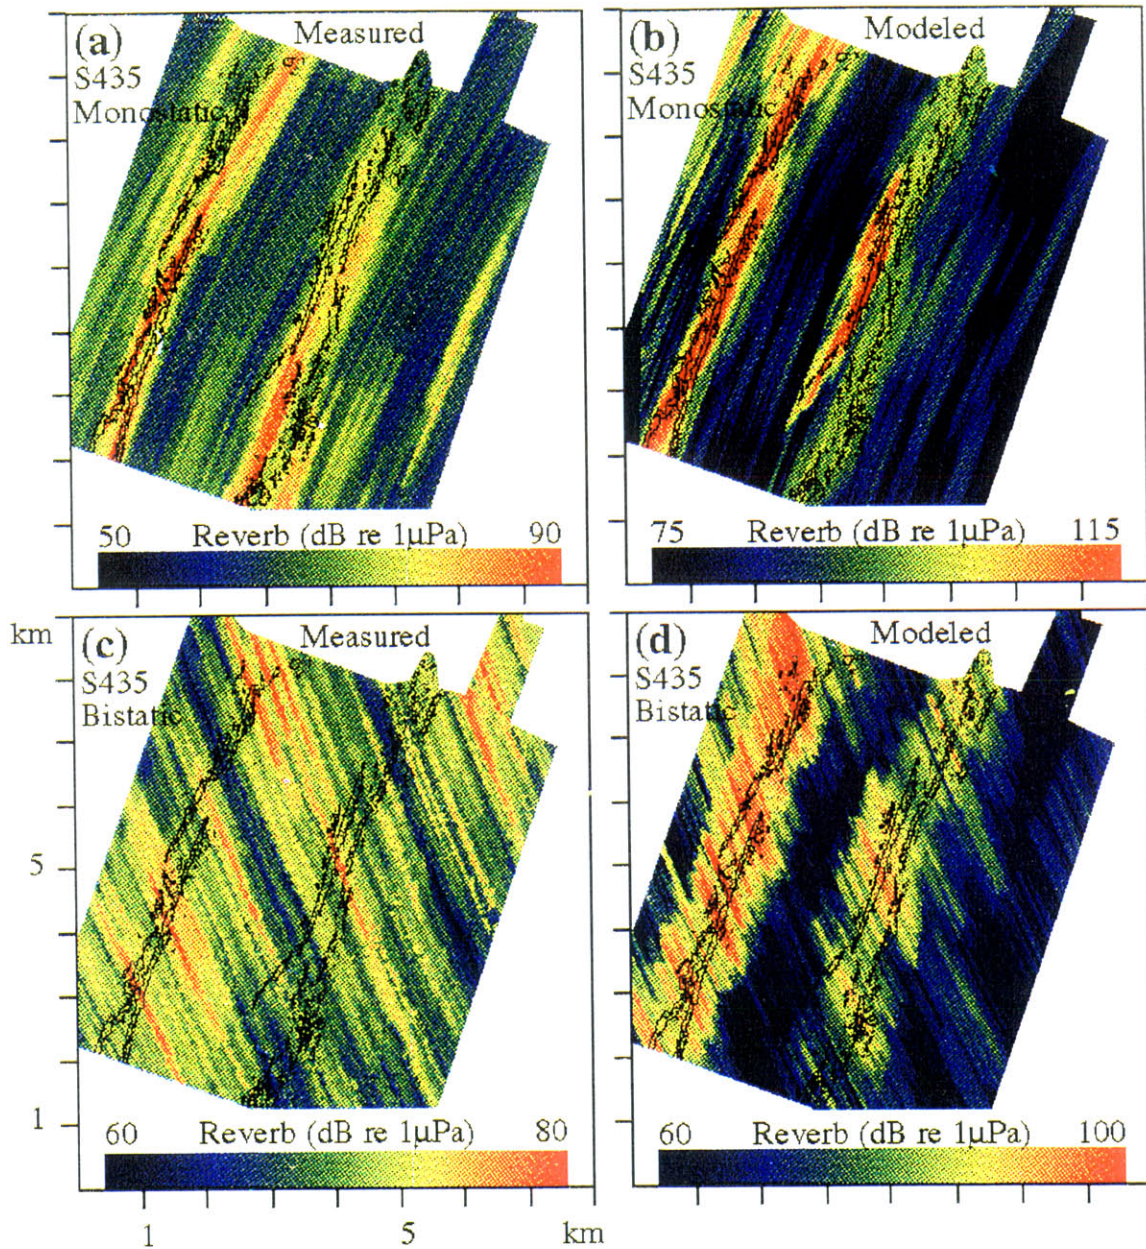 (a) Measured
S435
Monostatic
50 Reverb (dB re 1μPa) 90
(b) Modeled
S435
Monostatic
75 Reverb (dB re 1μPa) 115
km
(c) Measured
S435
Bistatic
5
1
60 Reverb (dB re 1μPa) 80
1 5 km
(d) Modeled
S435
Bistatic
60 Reverb (dB re 1μPa) 100